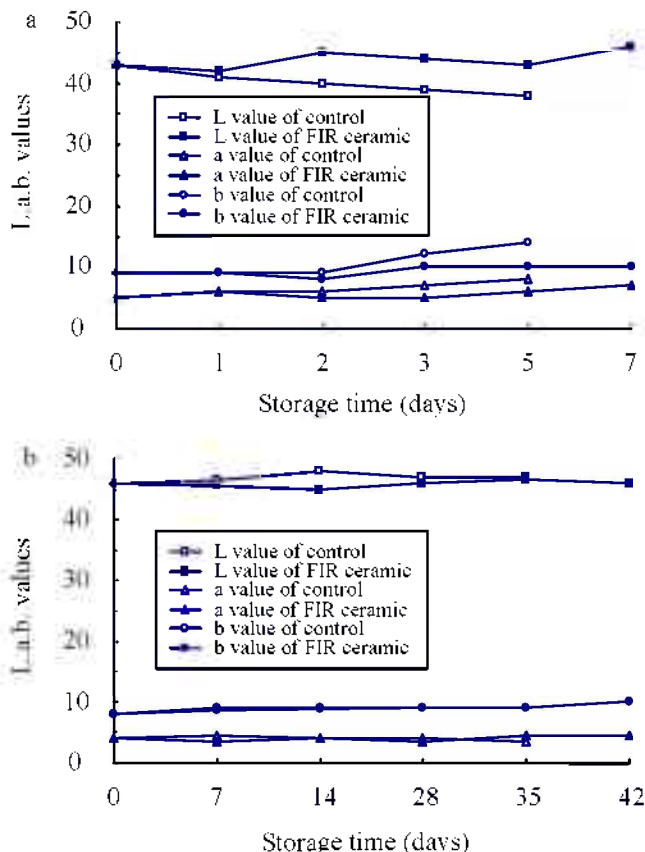 a
50
40
30
20
10
0
L.a.b. values
L value of control
L value of FIR ceramic
a value of control
a value of FIR ceramic
b value of control
b value of FIR ceramic
0 1 2 3 5 7
Storage time (days)
b
50
40
30
20
10
0
L.a.b. values
L value of control
L value of FIR ceramic
a value of control
a value of FIR ceramic
b value of control
b value of FIR ceramic
0 7 14 28 35 42
Storage time (days)